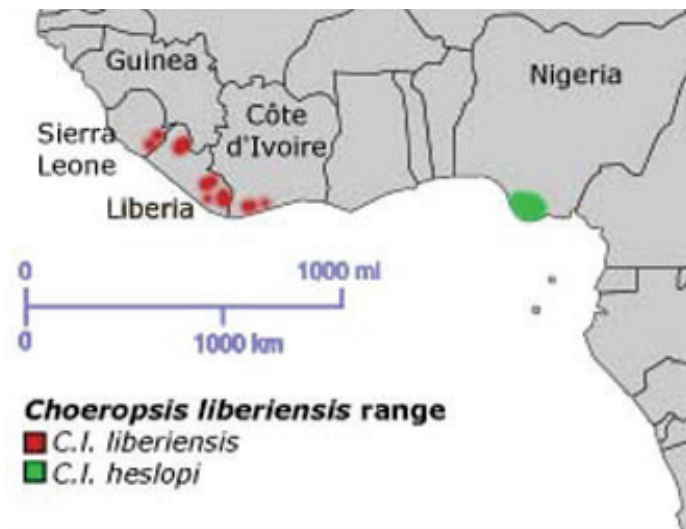 Guinea
Nigeria
Côte
d'Ivoire
Sierra
Leone
Liberia
0
1000 mi
0
1000 km
Choeropsis liberiensis range
C.l. liberiensis
C.l. heslopi